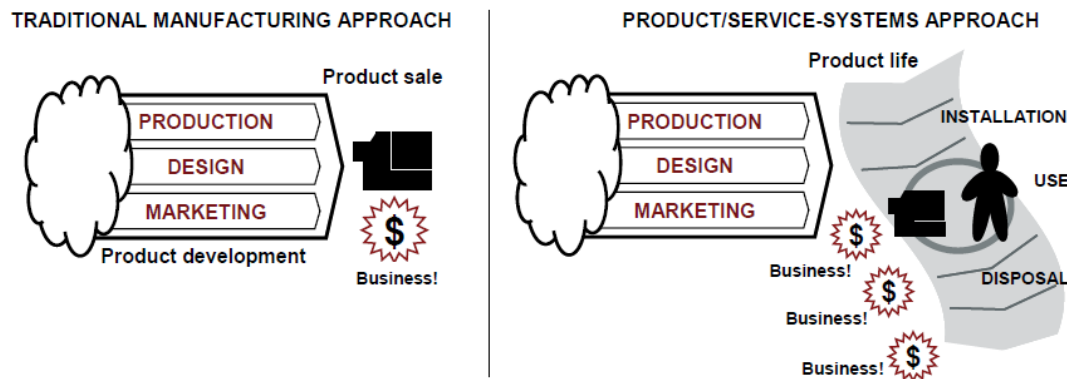 TRADITIONAL MANUFACTURING APPROACH
Product sale
PRODUCTION
DESIGN
MARKETING
Product development
$
Business!
PRODUCT/SERVICE-SYSTEMS APPROACH
Product life
PRODUCTION
DESIGN
MARKETING
INSTALLATION
USE
DISPOSAL
$
Business!
$
Business!
$
Business!